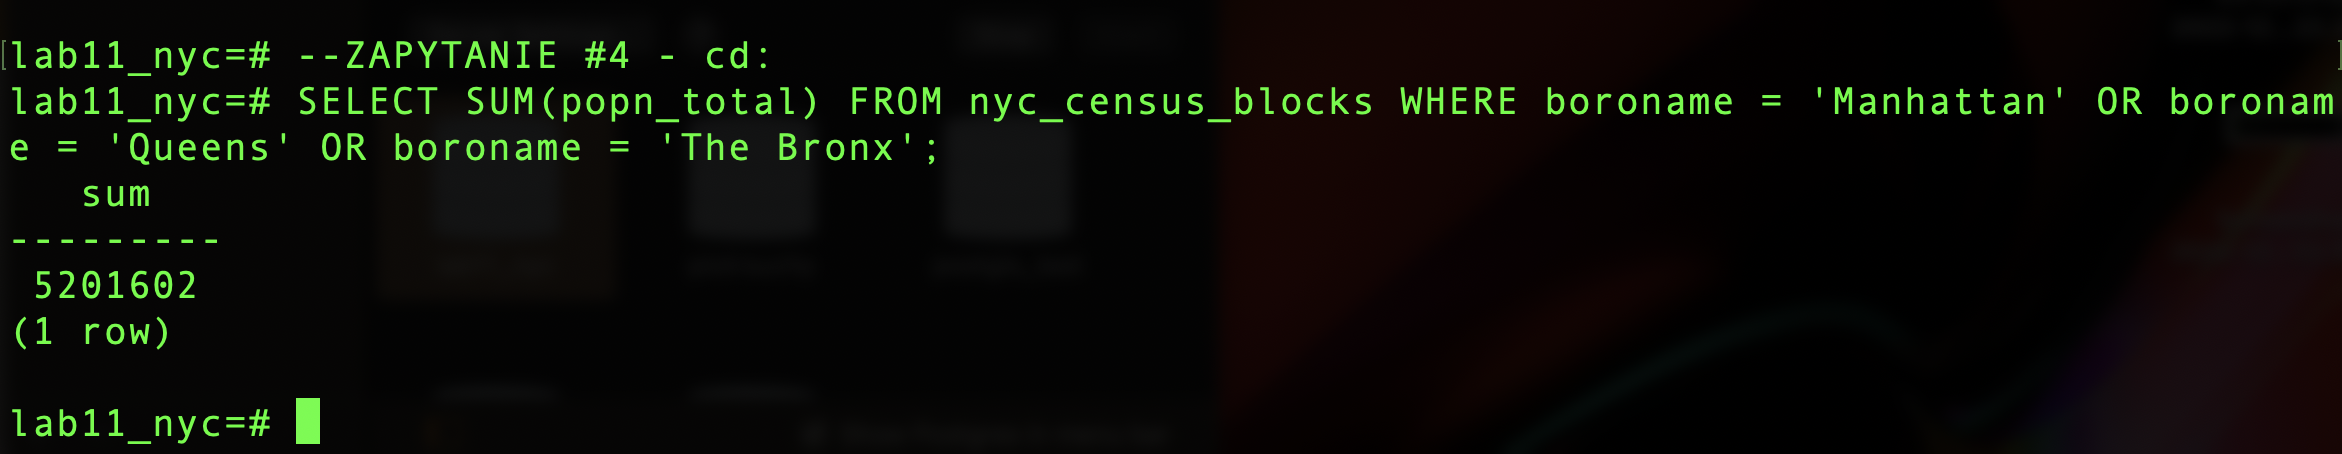 lab11_nyc=# --ZAPYTANIE #4 - cd:
lab11_nyc=# SELECT SUM(popn_total) FROM nyc_census_blocks WHERE boroname = 'Manhattan' OR boronam
e = 'Queens' OR boroname = 'The Bronx';
   sum
---------
 5201602
(1 row)

lab11_nyc=#